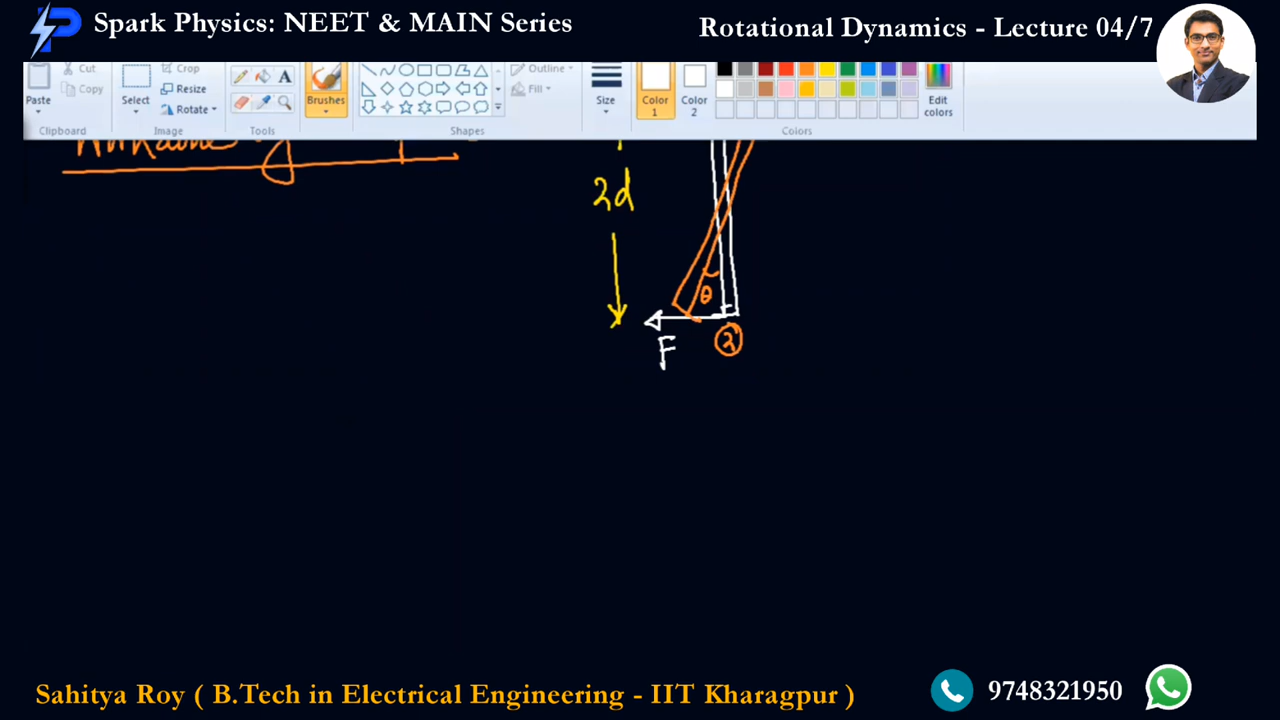 Spark Physics: NEET & MAIN Series
Rotational Dynamics - Lecture 04/7
Paste
Cut
Copy
Clipboard
Select
Crop
Resize
Rotate
Image
A
Tools
Brushes
Shapes
Outline
Fill
Size
Color 1
Color 2
Edit colors
Colors
2d
θ
F
2
Sahitya Roy ( B.Tech in Electrical Engineering - IIT Kharagpur )
9748321950